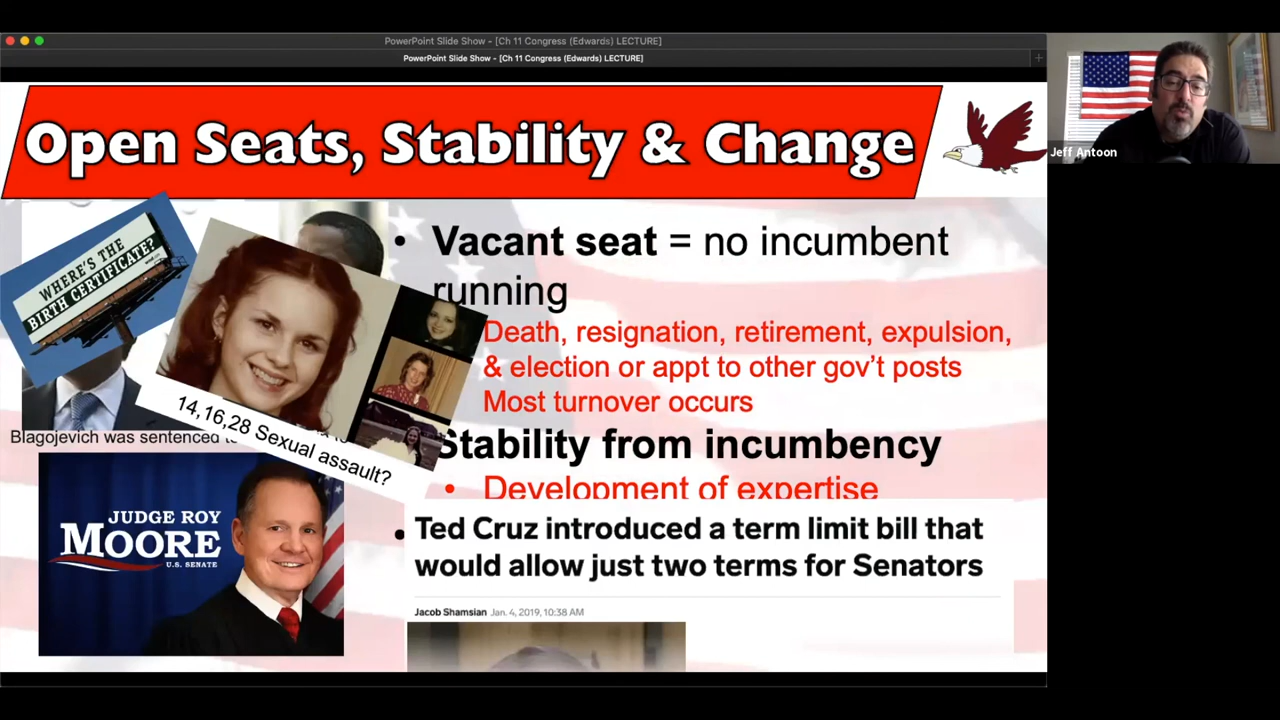 PowerPoint Slide Show - [Ch 11 Congress (Edwards) LECTURE]
PowerPoint Slide Show - [Ch 11 Congress (Edwards) LECTURE]
Jeff Antoon
Open Seats, Stability & Change
WHERE'S THE
BIRTH CERTIFICATE?
14,16,28 Sexual assault?
Blagojevich was sentenced
JUDGE ROY
MOORE
U.S. SENATE
• Vacant seat = no incumbent
running
Death, resignation, retirement, expulsion,
& election or appt to other gov't posts
Most turnover occurs
Stability from incumbency
• Development of expertise
• Ted Cruz introduced a term limit bill that
would allow just two terms for Senators
Jacob Shamsian Jan. 4, 2019, 10:38 AM